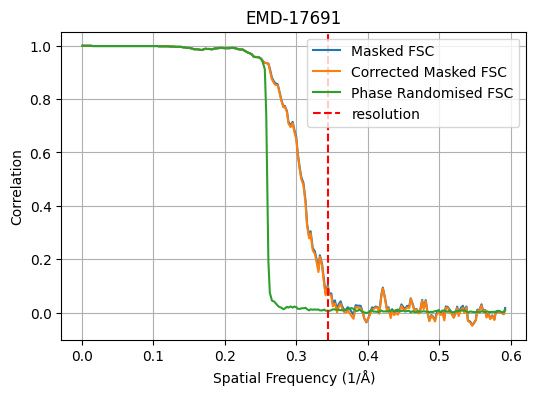 EMD-17691
Masked FSC
Corrected Masked FSC
Phase Randomised FSC
resolution
Correlation
1.0
0.8
0.6
0.4
0.2
0.0
0.0 0.1 0.2 0.3 0.4 0.5 0.6
Spatial Frequency (1/Å)